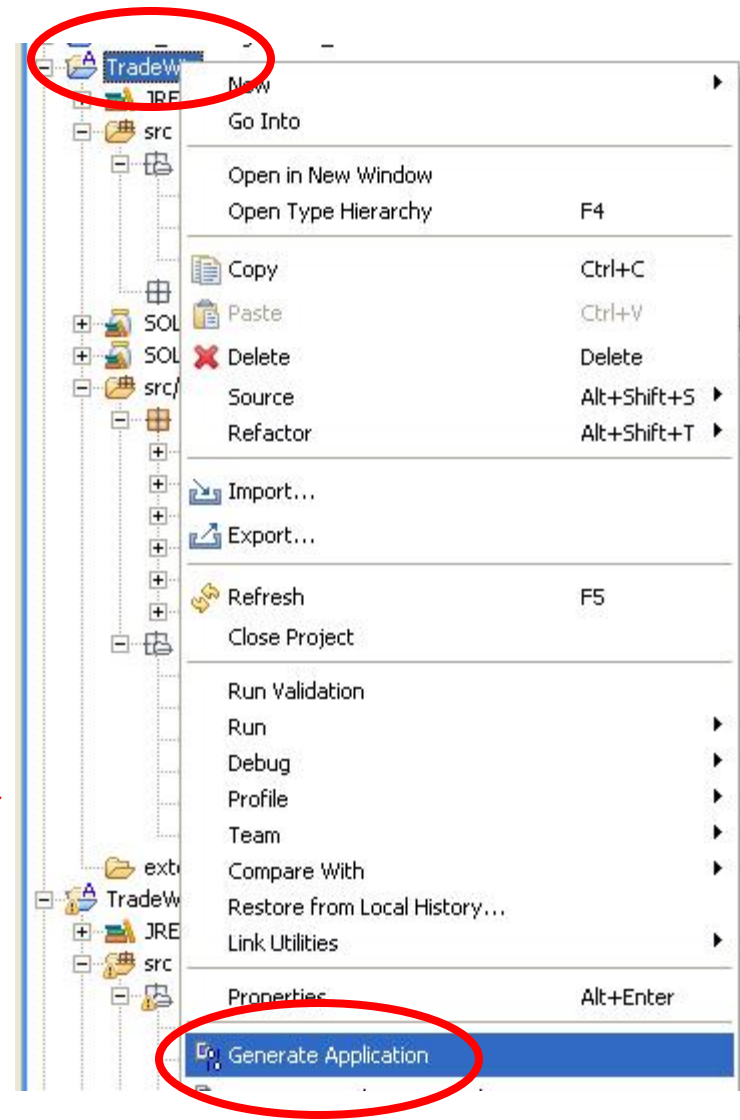 TradeW
JRE
New
src
Go Into
Open in New Window
Open Type Hierarchy F4
Copy Ctrl+C
SOL
Paste Ctrl+V
SOL
Delete Delete
src/
Source Alt+Shift+S
Refactor Alt+Shift+T
Import...
Export...
Refresh F5
Close Project
Run Validation
Run
Debug
Profile
Team
exte
Compare With
TradeW
Restore from Local History...
JRE
Link Utilities
src
Properties Alt+Enter
Generate Application